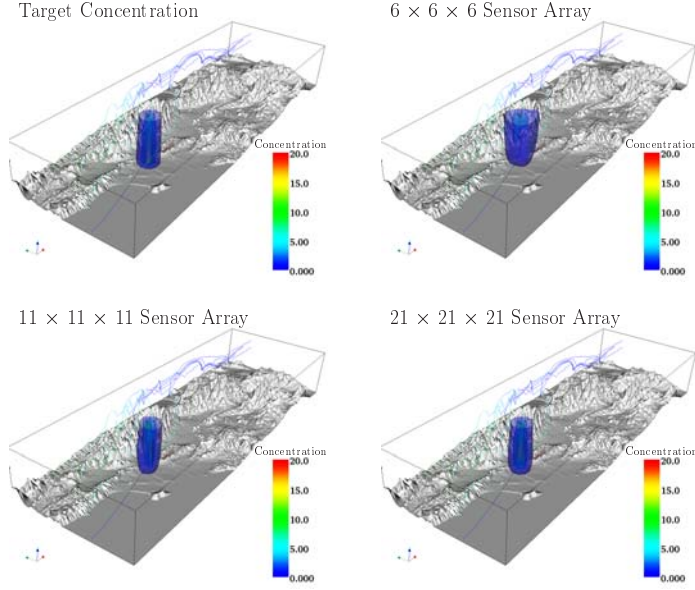 Target Concentration
6 × 6 × 6 Sensor Array
Concentration
20.0
15.0
10.0
5.00
0.000
Concentration
20.0
15.0
10.0
5.00
0.000
11 × 11 × 11 Sensor Array
21 × 21 × 21 Sensor Array
Concentration
20.0
15.0
10.0
5.00
0.000
Concentration
20.0
15.0
10.0
5.00
0.000